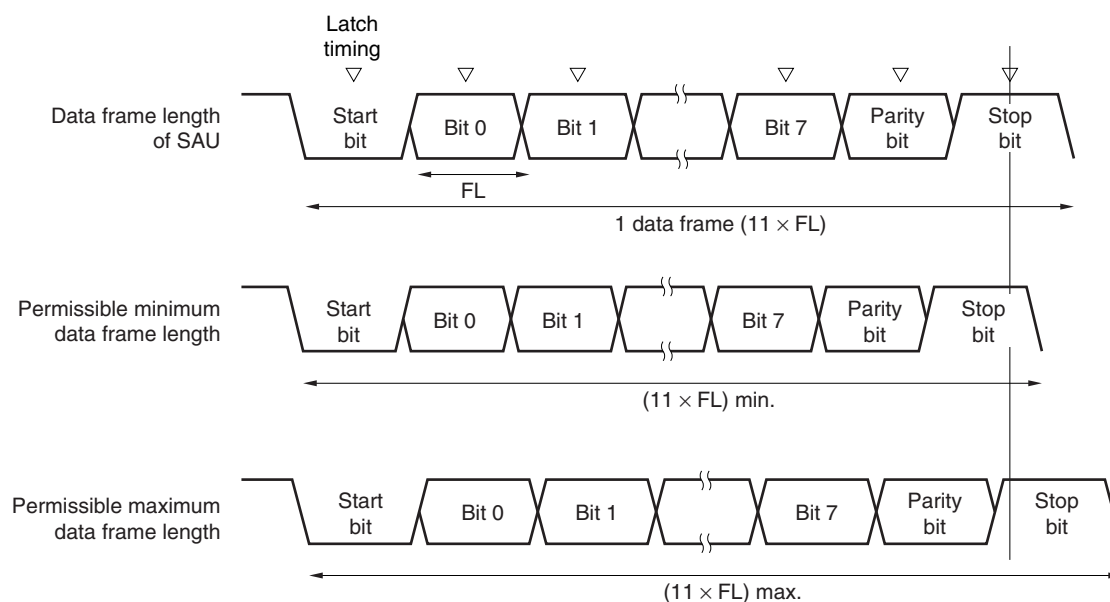 Latch
timing
Data frame length
of SAU
Start
bit
Bit 0
Bit 1
Bit 7
Parity
bit
Stop
bit
FL
1 data frame (11 × FL)
Permissible minimum
data frame length
Start
bit
Bit 0
Bit 1
Bit 7
Parity
bit
Stop
bit
(11 × FL) min.
Permissible maximum
data frame length
Start
bit
Bit 0
Bit 1
Bit 7
Parity
bit
Stop
bit
(11 × FL) max.